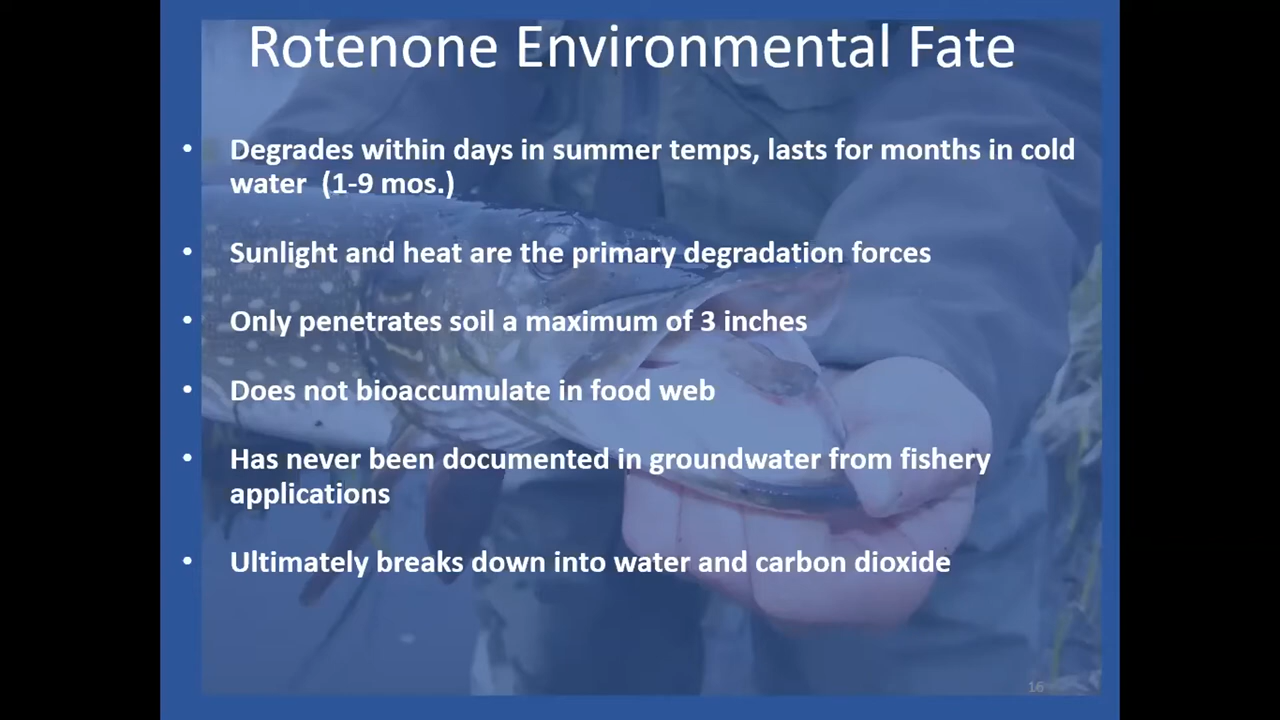 Rotenone Environmental Fate
• Degrades within days in summer temps, lasts for months in cold
water (1-9 mos.)
• Sunlight and heat are the primary degradation forces
• Only penetrates soil a maximum of 3 inches
• Does not bioaccumulate in food web
• Has never been documented in groundwater from fishery
applications
• Ultimately breaks down into water and carbon dioxide
16